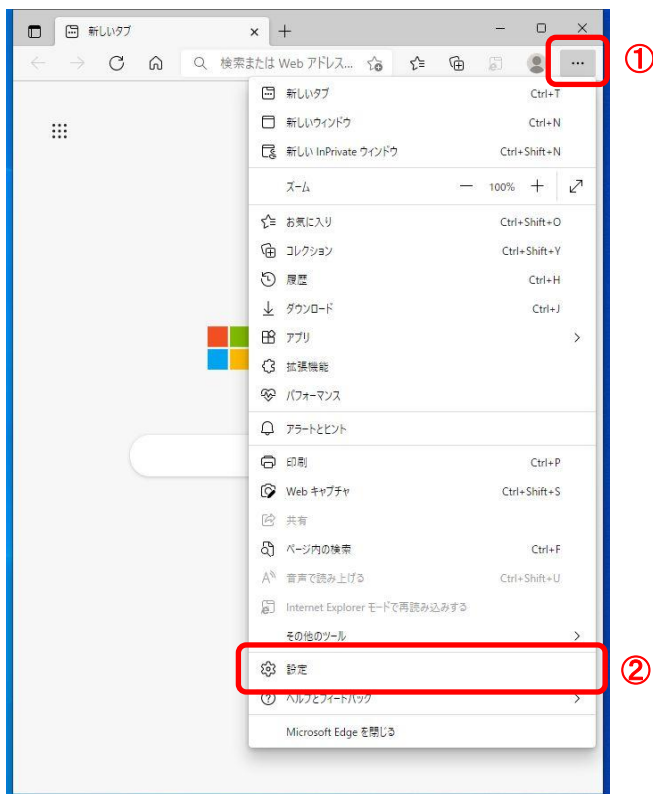 新しいタブ
検索または Web アドレス...
①
新しいタブ Ctrl+T
新しいウィンドウ Ctrl+N
新しい InPrivate ウィンドウ Ctrl+Shift+N
ズーム 100%
お気に入り Ctrl+Shift+O
コレクション Ctrl+Shift+Y
履歴 Ctrl+H
ダウンロード Ctrl+J
アプリ
拡張機能
パフォーマンス
アラートとヒント
印刷 Ctrl+P
Web キャプチャ Ctrl+Shift+S
共有
ページ内の検索 Ctrl+F
音声で読み上げる Ctrl+Shift+U
Internet Explorer モードで再読み込みする
その他のツール
設定
②
ヘルプとフィードバック
Microsoft Edge を閉じる